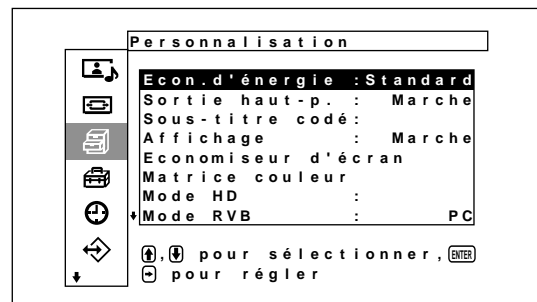 Personnalisation
Econ.d'énergie :Standard
Sortie haut-p. : Marche
Sous-titre codé:
Affichage : Marche
Economiseur d'écran
Matrice couleur
Mode HD :
Mode RVB : PC
, pour sélectionner, ENTER
pour régler